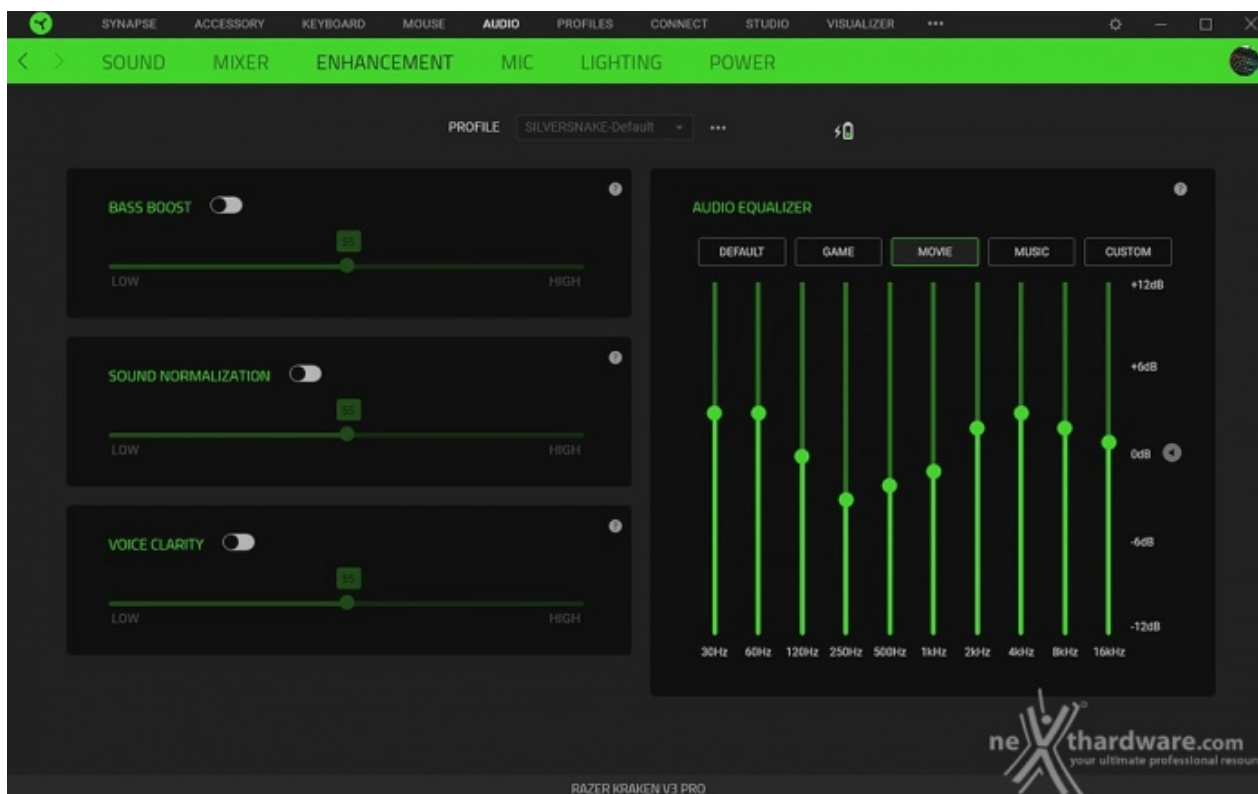 SYNAPSE ACCESSORY KEYBOARD MOUSE AUDIO PROFILES CONNECT STUDIO VISUALIZER
SOUND MIXER ENHANCEMENT MIC LIGHTING POWER
PROFILE SILVERSNAKE-Default
BASS BOOST
55
LOW HIGH
SOUND NORMALIZATION
55
LOW HIGH
VOICE CLARITY
55
LOW HIGH
AUDIO EQUALIZER
DEFAULT GAME MOVIE MUSIC CUSTOM
+12dB
+6dB
0dB
-6dB
-12dB
30Hz 60Hz 120Hz 250Hz 500Hz 1kHz 2kHz 4kHz 8kHz 16kHz
nexthardware.com
your ultimate professional resour
RAZER KRAKEN V3 PRO